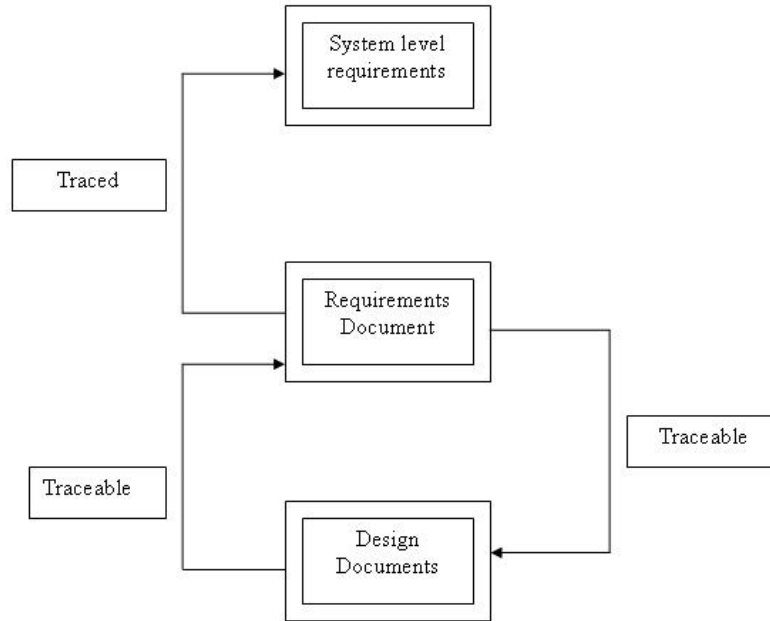 System level
requirements
Traced
Requirements
Document
Traceable
Traceable
Design
Documents